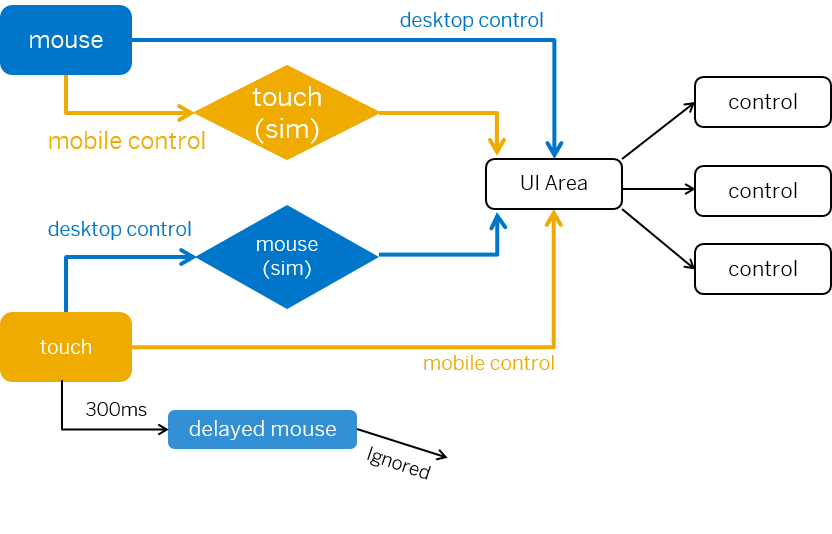 desktop control
mouse
touch
(sim)
control
mobile control
UI Area
control
desktop control
mouse
(sim)
control
touch
mobile control
300ms
delayed mouse
Ignored